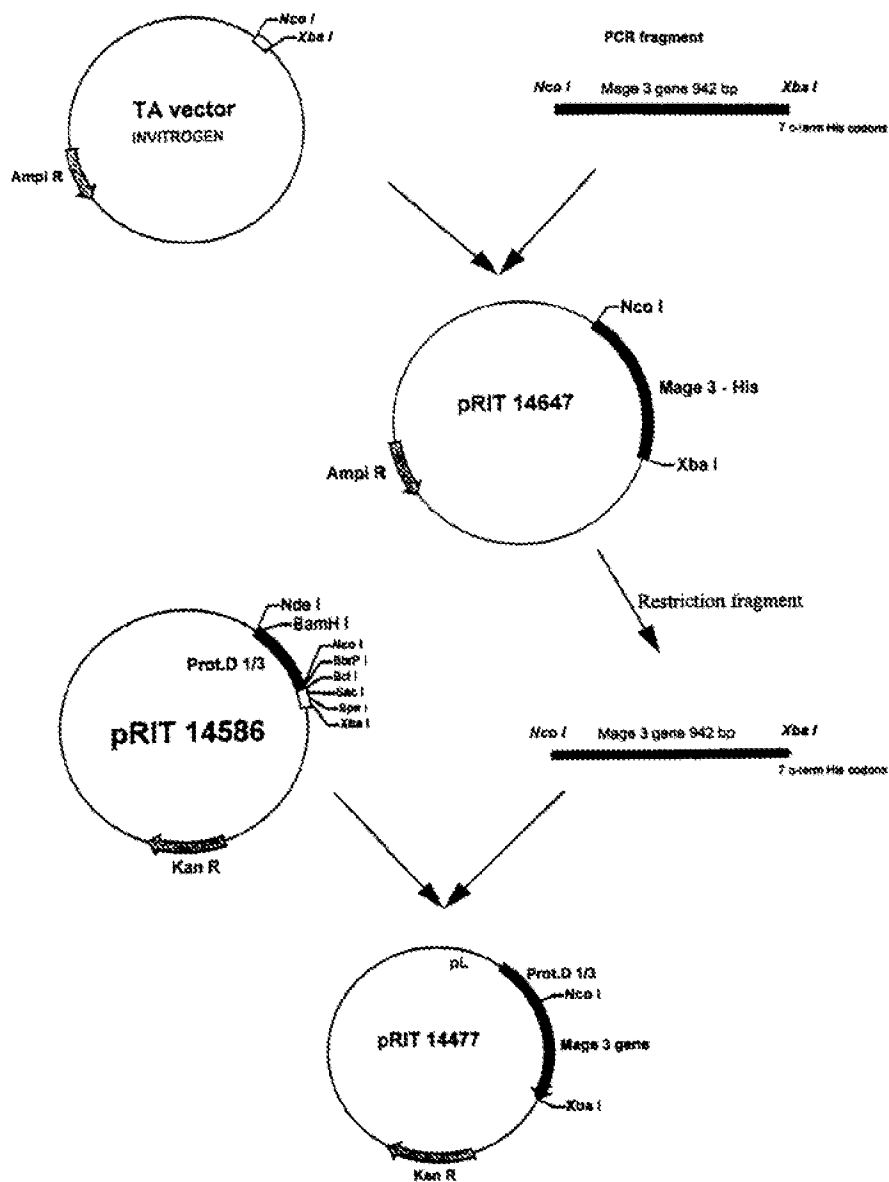 Nco I
Xba I
TA vector
INVITROGEN
Ampi R
PCR fragment
Nco I Mage 3 gene 942 bp Xba I
7 c-term His codons
Nco I
pRIT 14647
Mage 3 - His
Xba I
Ampi R
Restriction fragment
Nde I
BamH I
Prot.D 1/3
Nco I
Xba I
pRIT 14586
Kan R
Nco I Mage 3 gene 942 bp Xba I
7 c-term His codons
pL
Prot.D 1/3
Nco I
pRIT 14477
Mage 3 gene
Xba I
Kan R